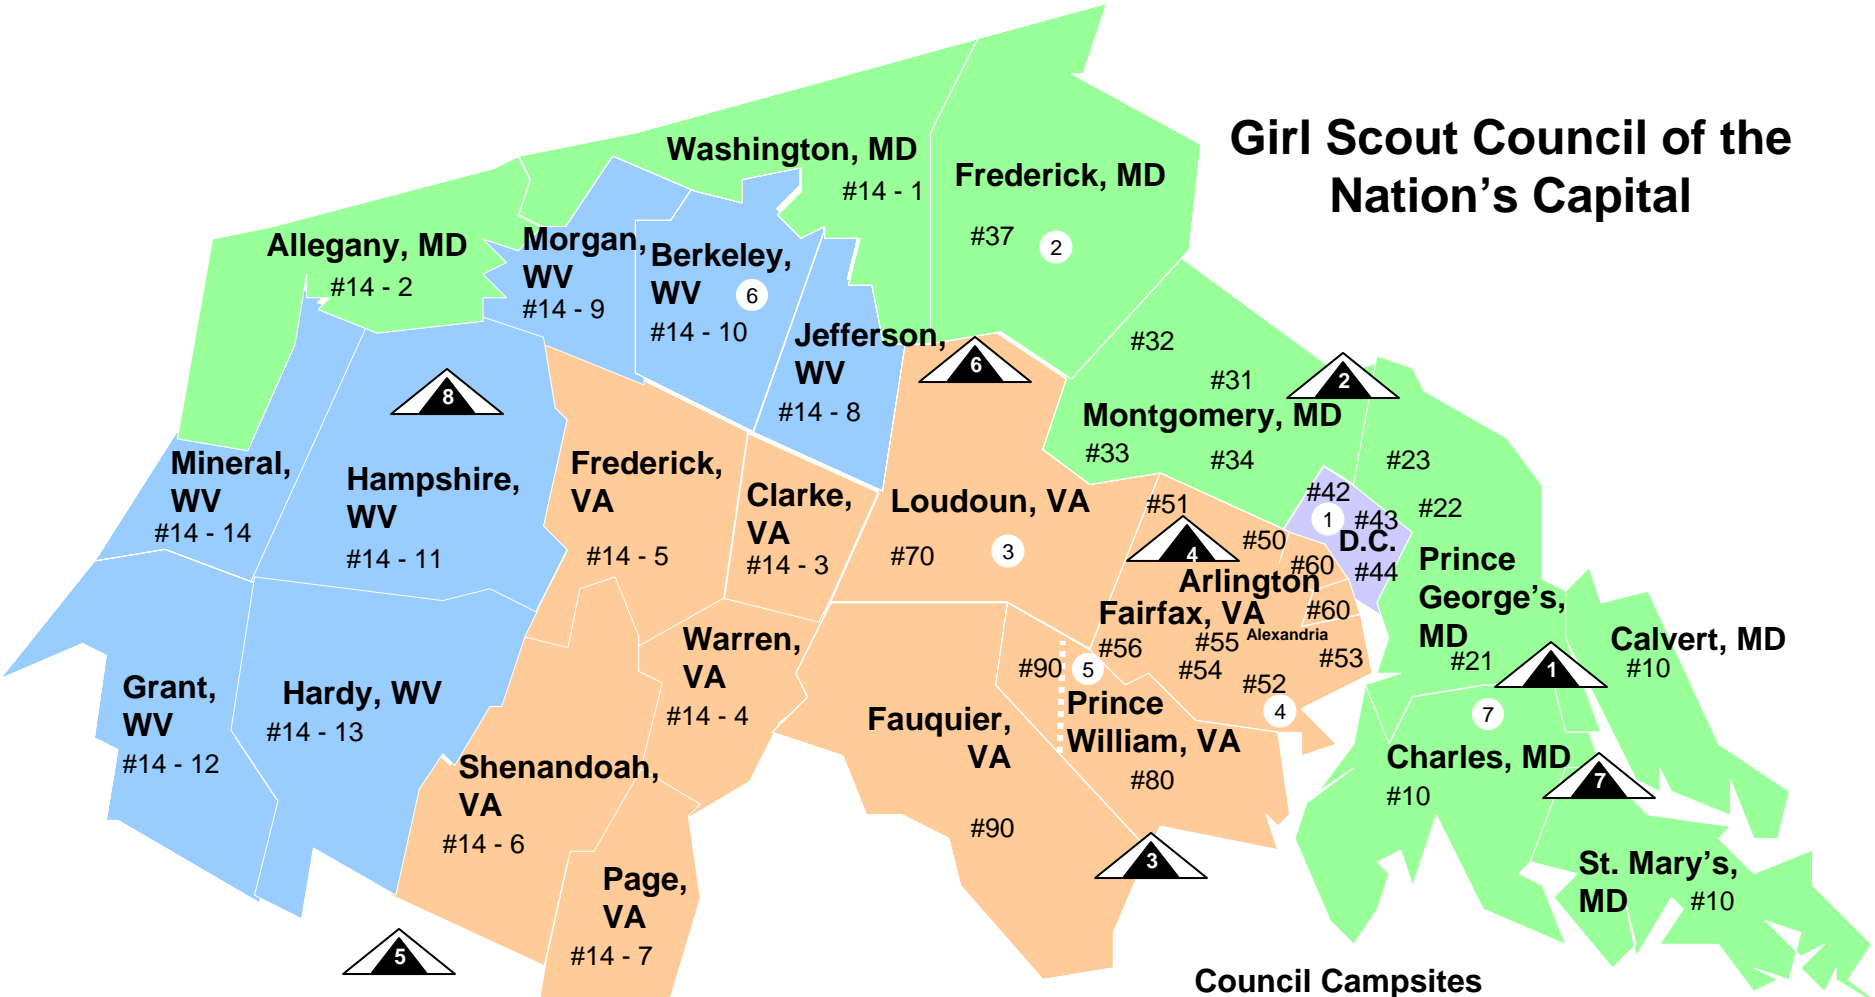 Girl Scout Council of the
Nation’s Capital
Washington, MD
#14 - 1
Frederick, MD
#37
2
Allegany, MD
#14 - 2
Morgan,
WV
#14 - 9
Berkeley,
WV
6
#14 - 10
Jefferson,
WV
#14 - 8
6
8
#32
#31
2
Montgomery, MD
#33
#34
Mineral,
WV
#14 - 14
Hampshire,
WV
#14 - 11
Frederick,
VA
#14 - 5
Clarke,
VA
#14 - 3
Loudoun, VA
#70
3
#51
4
#50
#60
Arlington
#42
1
#43
D.C.
#44
#23
#22
Prince
George’s,
MD
#21
1
Calvert, MD
#10
Fairfax, VA
#60
Alexandria
#56
#55
#54
#53
#52
4
#90
5
Prince
William, VA
#80
Grant,
WV
#14 - 12
Hardy, WV
#14 - 13
Warren,
VA
#14 - 4
Fauquier,
VA
#90
7
Charles, MD
#10
7
Shenandoah,
VA
#14 - 6
Page,
VA
#14 - 7
3
St. Mary’s,
MD
#10
5
Council Campsites